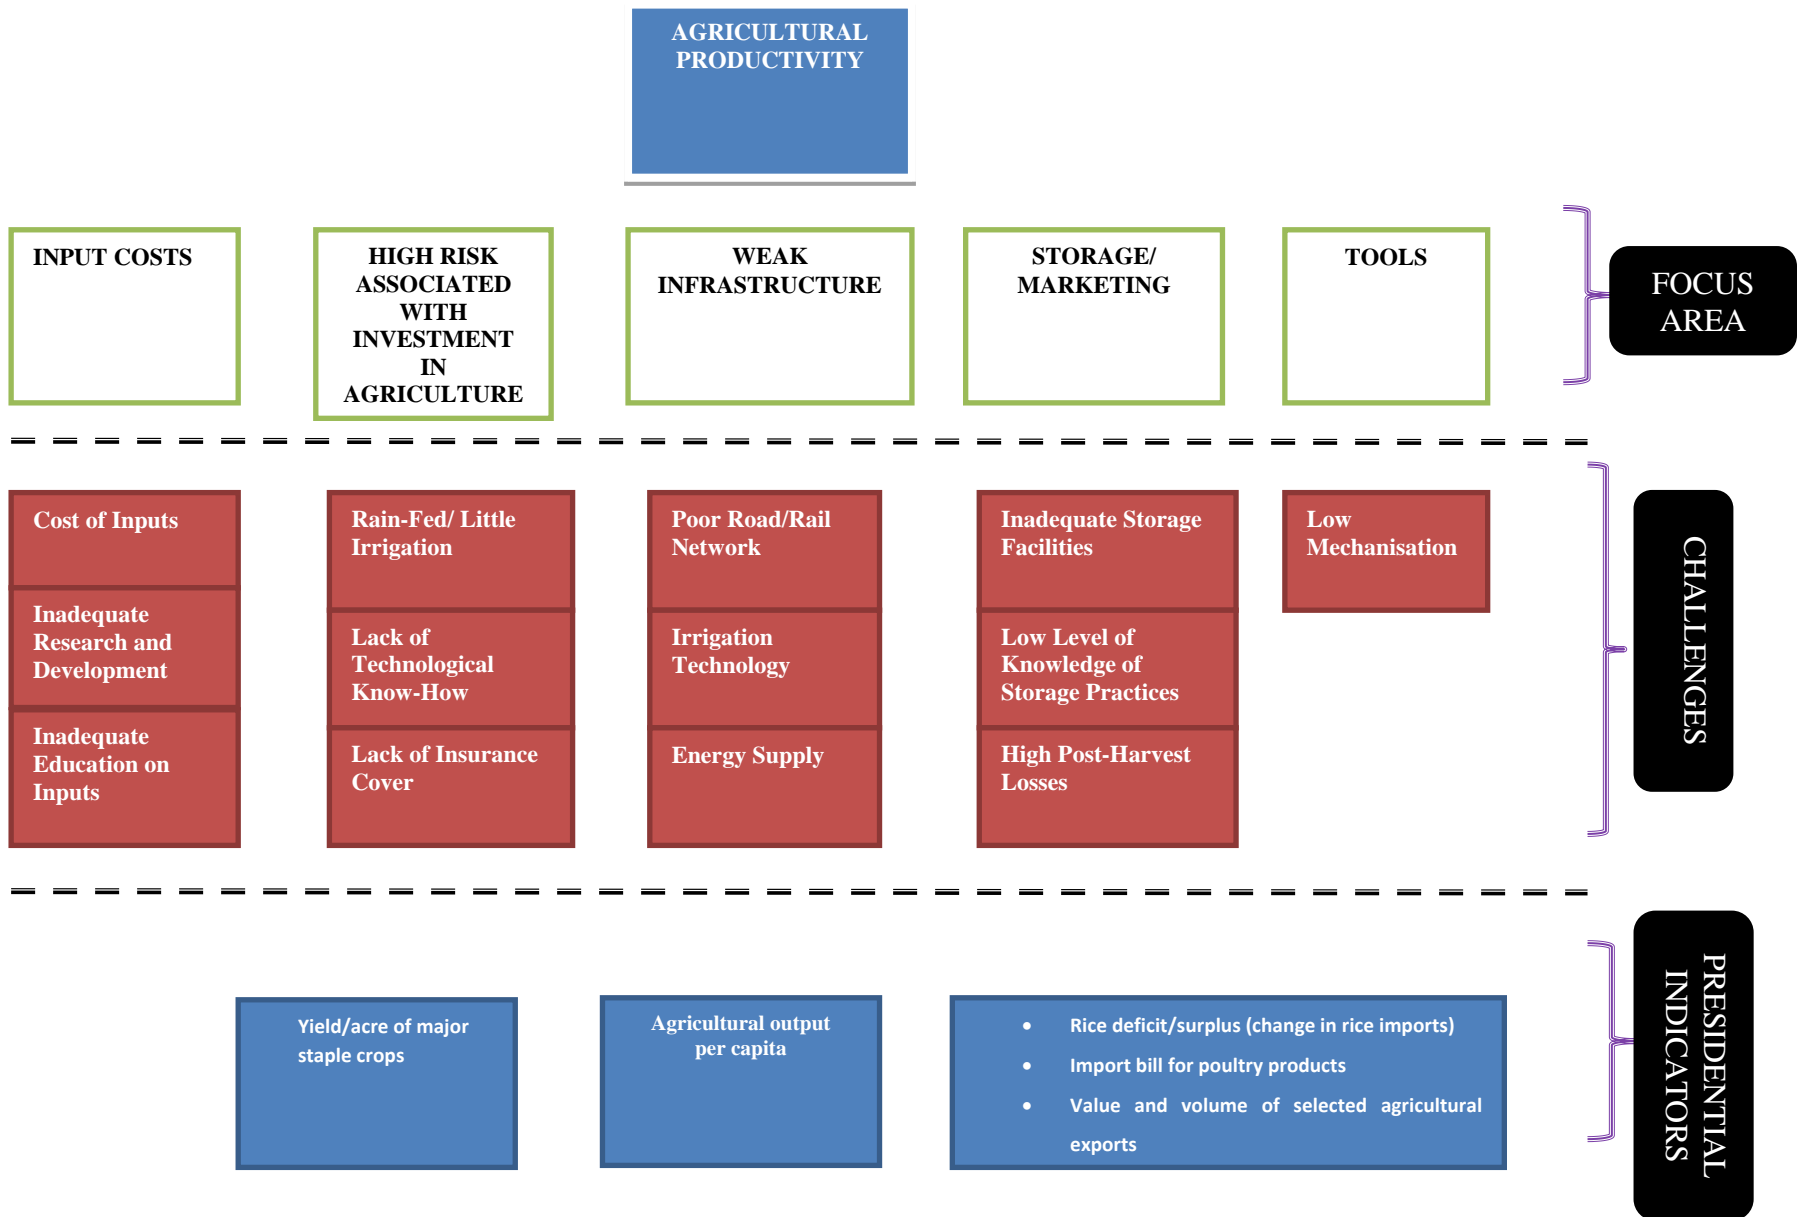 AGRICULTURAL
PRODUCTIVITY
INPUT COSTS
HIGH RISK
ASSOCIATED
WITH
INVESTMENT
IN
AGRICULTURE
WEAK
INFRASTRUCTURE
STORAGE/
MARKETING
TOOLS
FOCUS
AREA
Cost of Inputs
Inadequate
Research and
Development
Inadequate
Education on
Inputs
Rain-Fed/ Little
Irrigation
Lack of
Technological
Know-How
Lack of Insurance
Cover
Poor Road/Rail
Network
Irrigation
Technology
Energy Supply
Inadequate Storage
Facilities
Low Level of
Knowledge of
Storage Practices
High Post-Harvest
Losses
Low
Mechanisation
CHALLENGES
Yield/acre of major
staple crops
Agricultural output
per capita
• Rice deficit/surplus (change in rice imports)
• Import bill for poultry products
• Value and volume of selected agricultural
exports
PRESIDENTIAL
INDICATORS